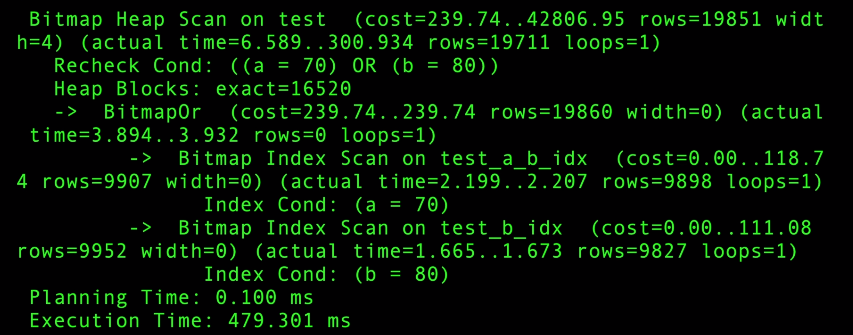 Bitmap Heap Scan on test  (cost=239.74..42806.95 rows=19851 widt
h=4) (actual time=6.589..300.934 rows=19711 loops=1)
   Recheck Cond: ((a = 70) OR (b = 80))
   Heap Blocks: exact=16520
   ->  BitmapOr  (cost=239.74..239.74 rows=19860 width=0) (actual
 time=3.894..3.932 rows=0 loops=1)
         ->  Bitmap Index Scan on test_a_b_idx  (cost=0.00..118.7
4 rows=9907 width=0) (actual time=2.199..2.207 rows=9898 loops=1)
               Index Cond: (a = 70)
         ->  Bitmap Index Scan on test_b_idx  (cost=0.00..111.08
rows=9952 width=0) (actual time=1.665..1.673 rows=9827 loops=1)
               Index Cond: (b = 80)
 Planning Time: 0.100 ms
 Execution Time: 479.301 ms